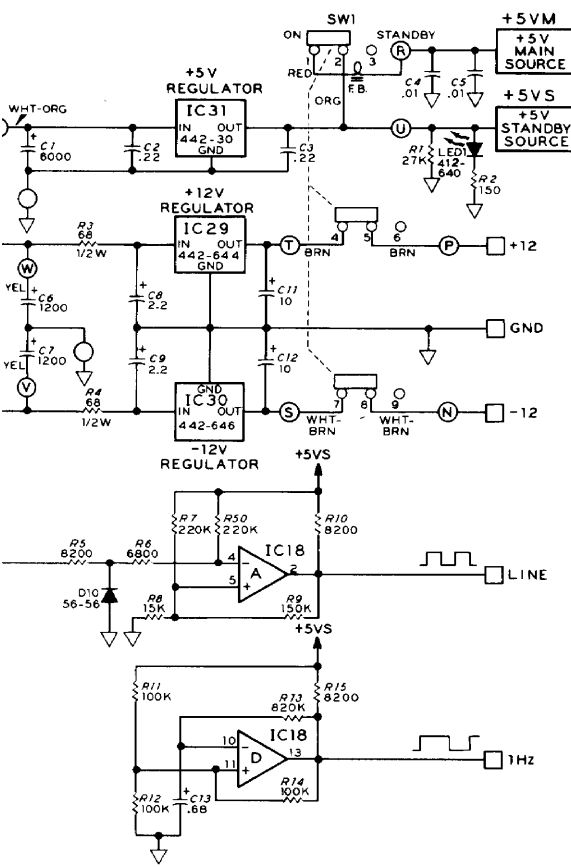 SW1
ON
STANDBY
+5VM
+5V
MAIN
SOURCE
2
3
R
RED
F.B.
ORG
C4
.01
C5
.01
+5V
REGULATOR
WHT-ORG
IC31
IN OUT
442-30
GND
+
C1
6000
C2
.22
C3
.22
U
R1
27K
LED1
412-
640
R2
150
+5VS
+5V
STANDBY
SOURCE
+12V
REGULATOR
R3
68
1/2W
IC29
IN OUT
442-644
GND
T
BRN
4
5
6
BRN
P
+12
W
YEL
+
C6
1200
+
C8
2.2
+
C11
10
GND
+
C7
1200
YEL
V
+
C9
2.2
+
C12
10
R4
68
1/2W
GND
IC30
IN OUT
442-646
-12V
REGULATOR
S
WHT-
BRN
7
8
9
WHT-
BRN
N
-12
+5VS
R7
220K
R50
220K
R10
8200
R5
8200
R6
6800
IC18
4
-
A
5
+
2
LINE
D10
56-56
R8
15K
R9
150K
+5VS
R11
100K
R13
820K
R15
8200
IC18
10
-
D
11
+
13
1Hz
R12
100K
+
C13
.68
R14
100K